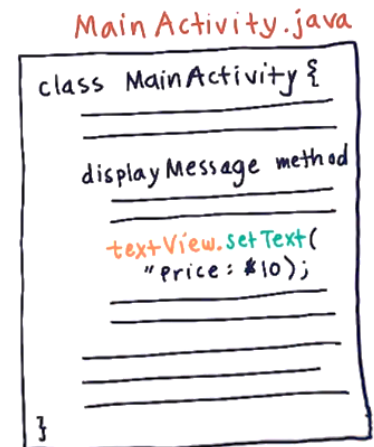 MainActivity.java
class MainActivity {
displayMessage method
textView.setText(
"Price: $10);
}